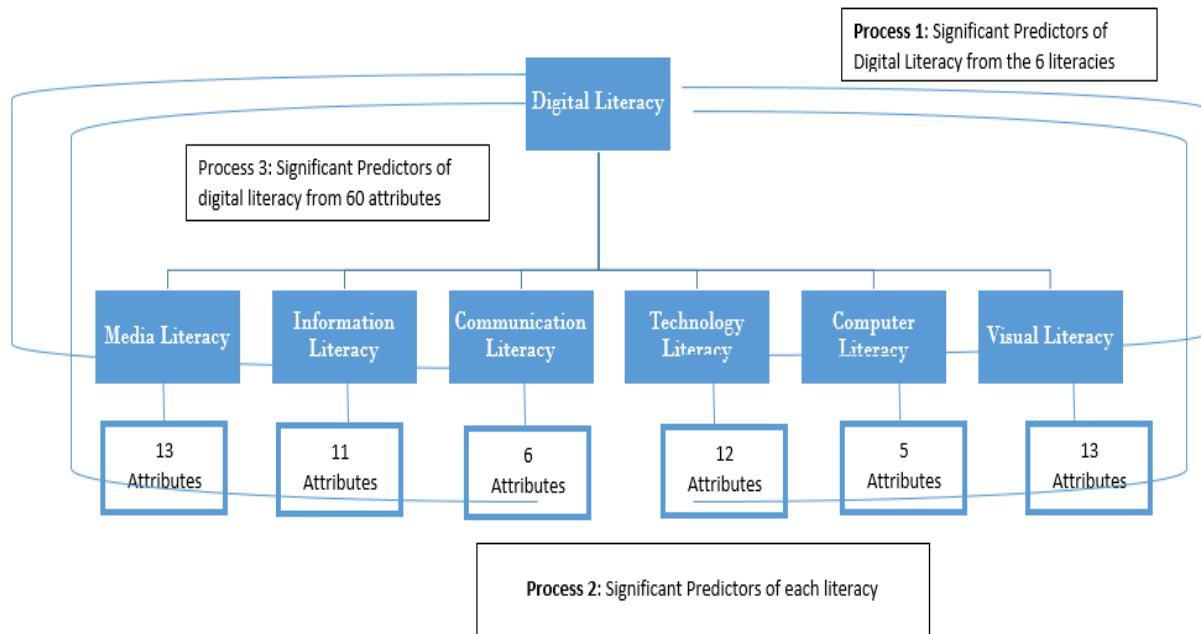 Process 1: Significant Predictors of
Digital Literacy from the 6 literacies
Digital Literacy
Process 3: Significant Predictors of
digital literacy from 60 attributes
Media Literacy
Information
Literacy
Communication
Literacy
Technology
Literacy
Computer
Literacy
Visual Literacy
13
Attributes
11
Attributes
6
Attributes
12
Attributes
5
Attributes
13
Attributes
Process 2: Significant Predictors of each literacy